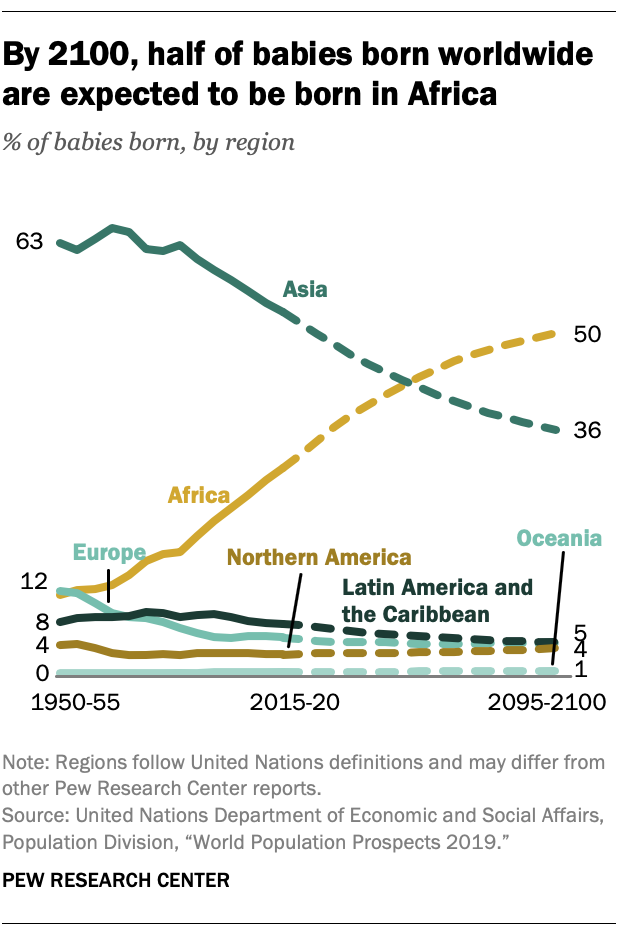 By 2100, half of babies born worldwide
are expected to be born in Africa
% of babies born, by region
63
Asia
50
36
Africa
Oceania
Europe
Northern America
12
Latin America and
the Caribbean
8
5
4
4
1
0
1950-55
2015-20
2095-2100
Note: Regions follow United Nations definitions and may differ from
other Pew Research Center reports.
Source: United Nations Department of Economic and Social Affairs,
Population Division, “World Population Prospects 2019.”
PEW RESEARCH CENTER